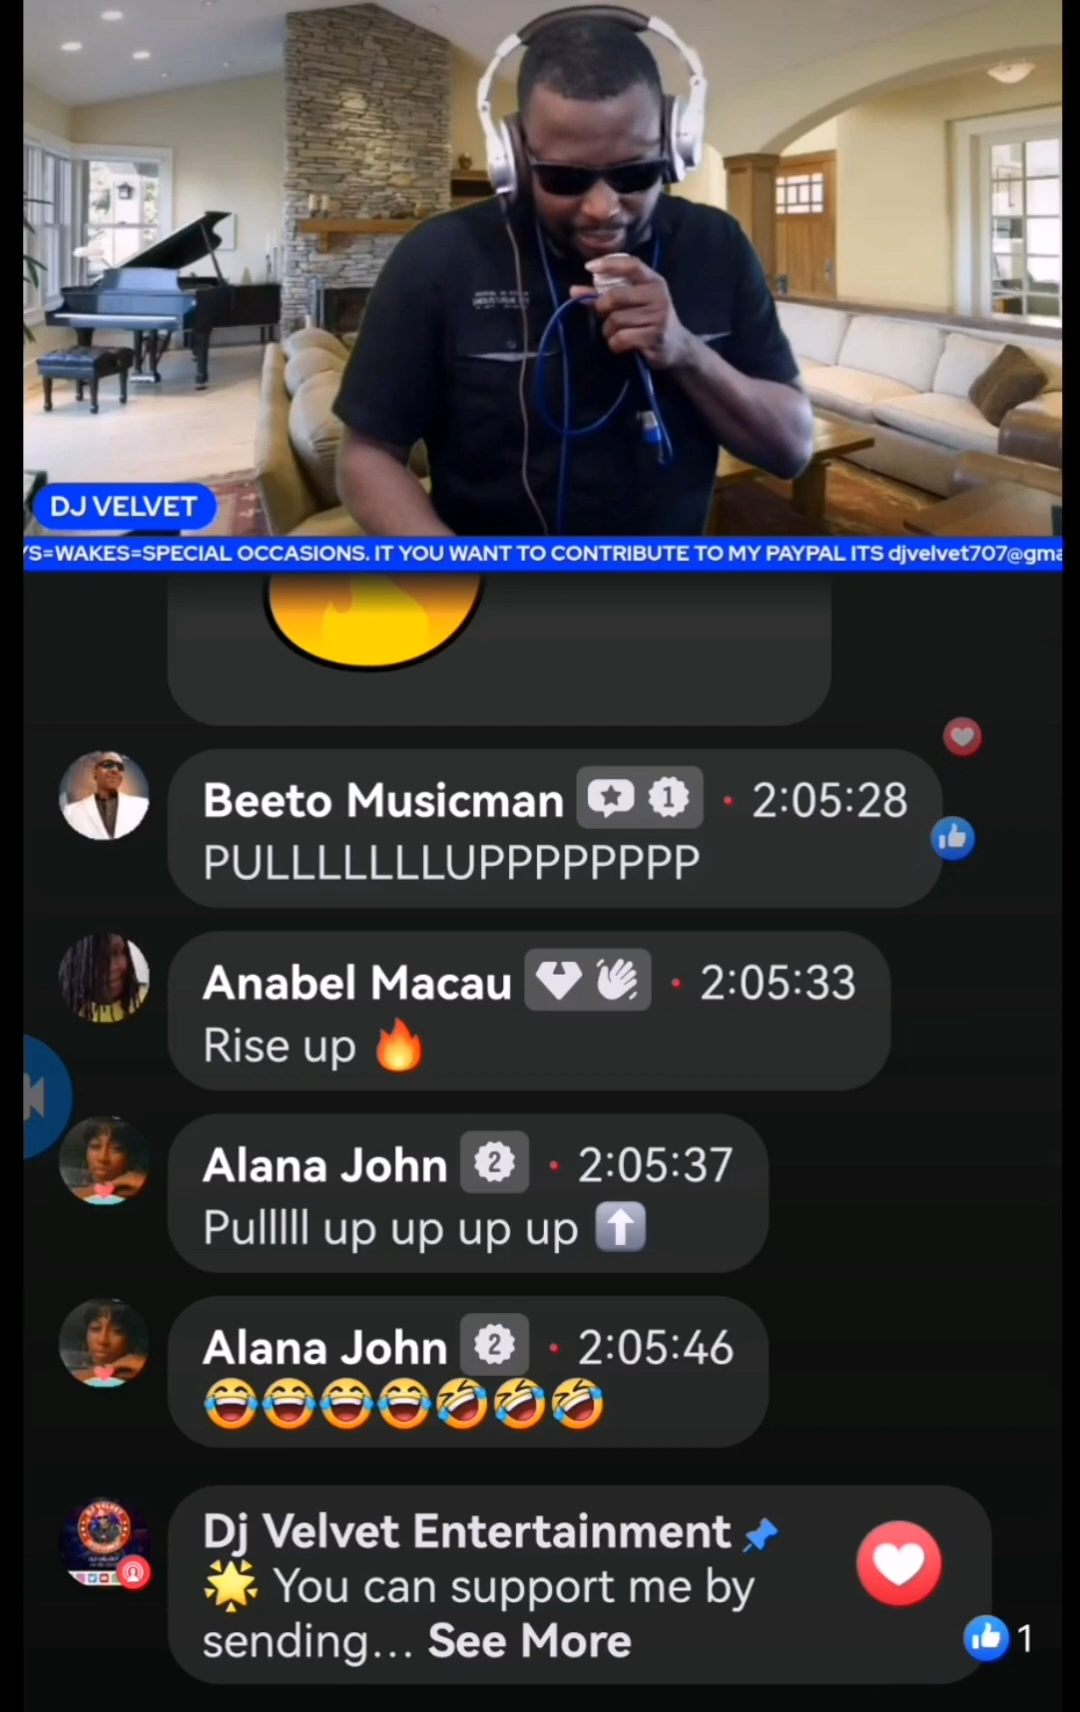 DJ VELVET
S=WAKES=SPECIAL OCCASIONS. IT YOU WANT TO CONTRIBUTE TO MY PAYPAL ITS djvelvet707@gma
Beeto Musicman 1 • 2:05:28
PULLLLLLLUPPPPPPPP
Anabel Macau • 2:05:33
Rise up 🔥
Alana John 2 • 2:05:37
Pulllll up up up up ⬆️
Alana John 2 • 2:05:46
😂😂😂😂🤣🤣🤣
Dj Velvet Entertainment 📌
🌟 You can support me by
sending... See More
1